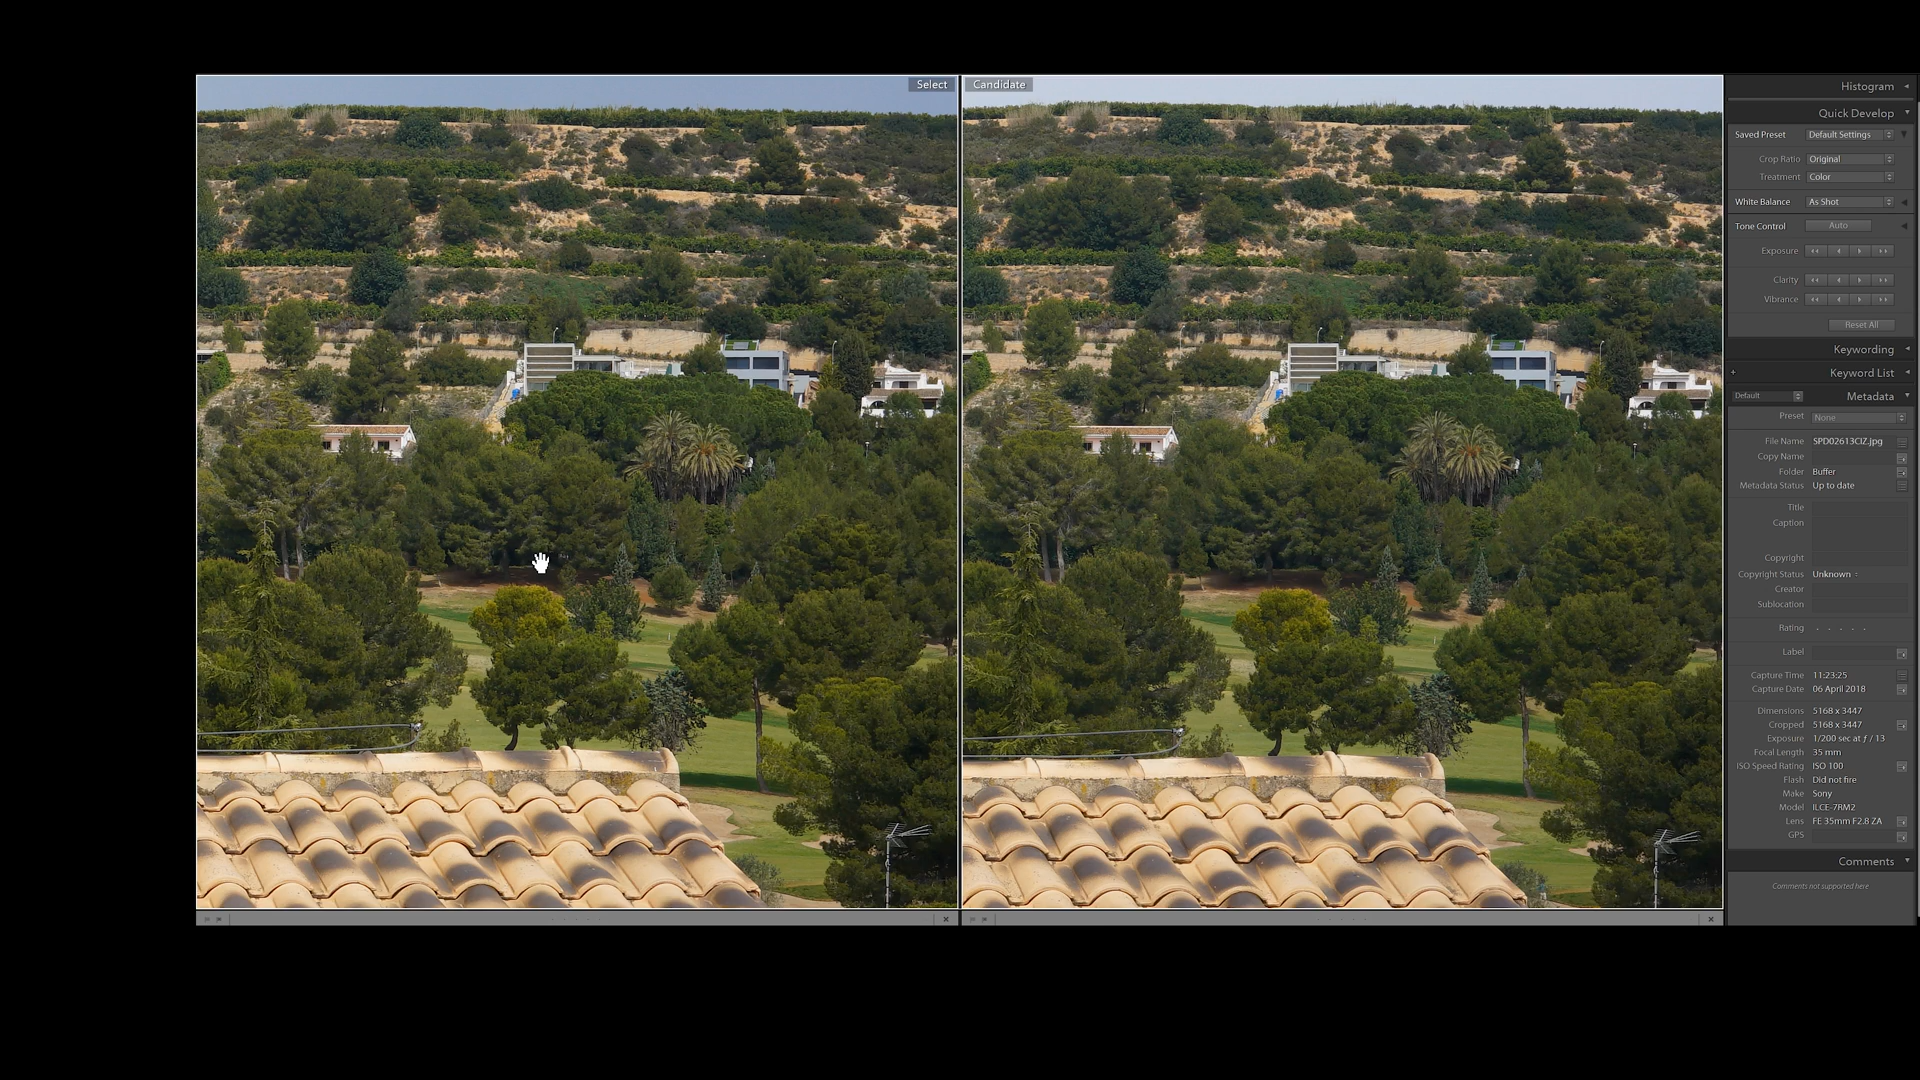 Select
Candidate
Histogram
Quick Develop
Saved Preset Default Settings
Crop Ratio Original
Treatment Color
White Balance As Shot
Tone Control Auto
Exposure
Clarity
Vibrance
Reset All
Keywording
+ Keyword List
Default Metadata
Preset None
File Name SPD02613CIZ.jpg
Copy Name
Folder Buffer
Metadata Status Up to date
Title
Caption
Copyright
Copyright Status Unknown
Creator
Sublocation
Rating
Label
Capture Time 11:23:25
Capture Date 06 April 2018
Dimensions 5168 x 3447
Cropped 5168 x 3447
Exposure 1/200 sec at ƒ / 13
Focal Length 35 mm
ISO Speed Rating ISO 100
Flash Did not fire
Make Sony
Model ILCE-7RM2
Lens FE 35mm F2.8 ZA
GPS
Comments
Comments not supported here